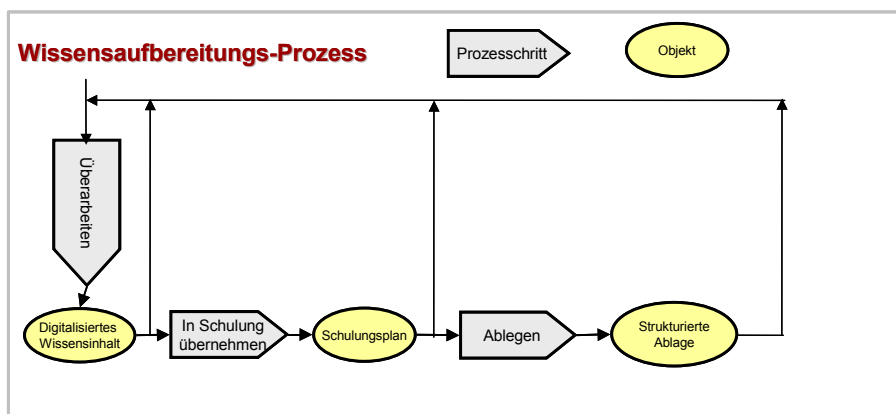 Wissensaufbereitungs-Prozess
Prozesschritt
Objekt
Überarbeiten
Digitalisiertes
Wissensinhalt
In Schulung
übernehmen
Schulungsplan
Ablegen
Strukturierte
Ablage